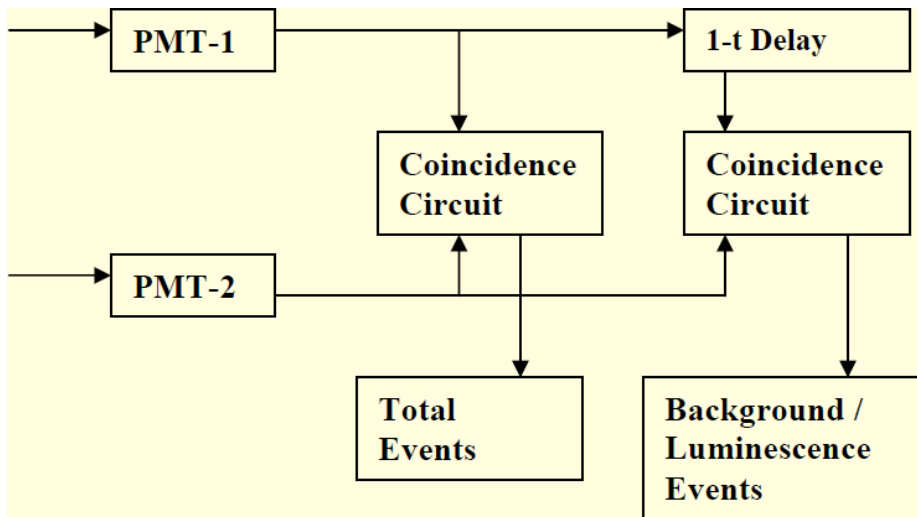 PMT-1
1-t Delay
Coincidence
Circuit
Coincidence
Circuit
PMT-2
Total
Events
Background /
Luminescence
Events